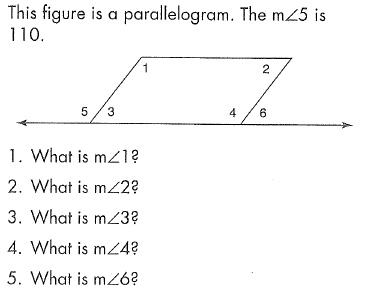 This figure is a parallelogram. The m∠5 is
110.
1 2
5 3 4 6
1. What is m∠1?
2. What is m∠2?
3. What is m∠3?
4. What is m∠4?
5. What is m∠6?